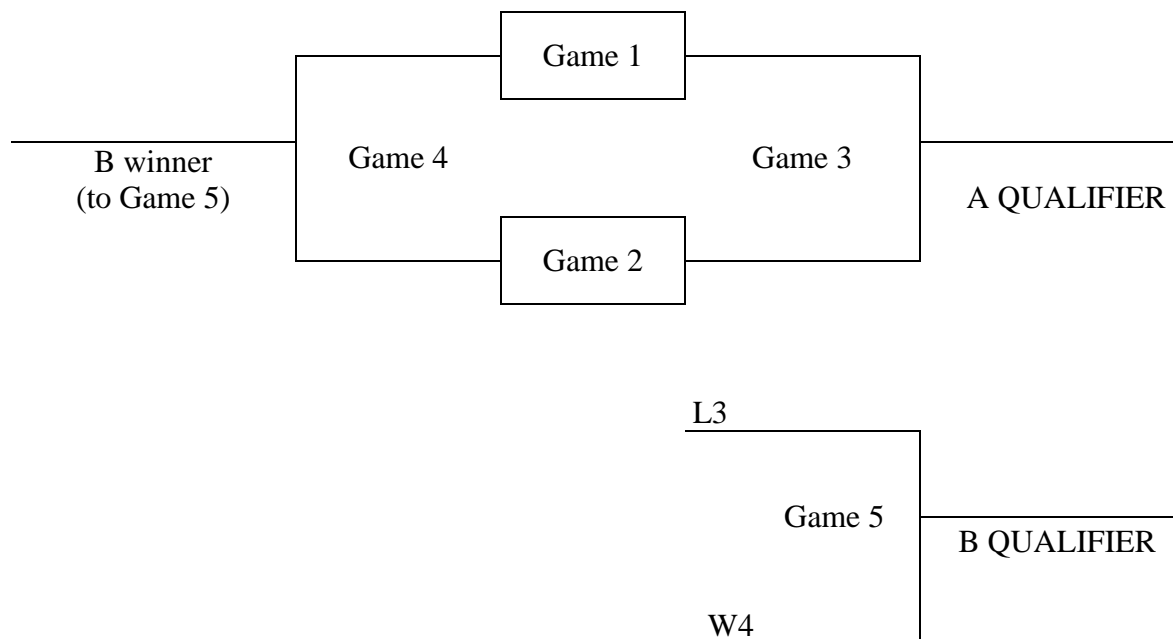 Game 1
B winner
(to Game 5)
Game 4
Game 3
A QUALIFIER
Game 2
L3
Game 5
B QUALIFIER
W4